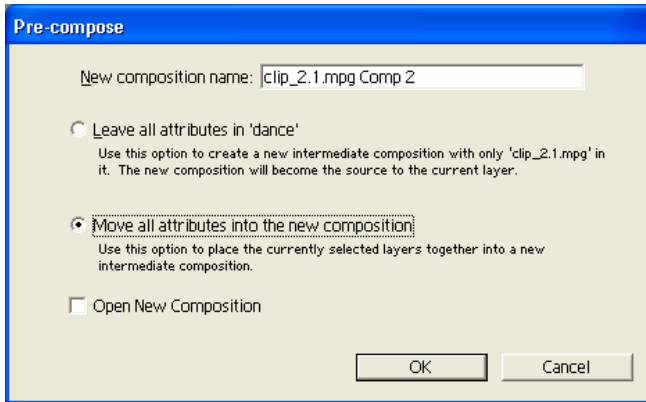 Pre-compose
New composition name: clip_2.1.mpg Comp 2
Leave all attributes in 'dance'
Use this option to create a new intermediate composition with only 'clip_2.1.mpg' in
it. The new composition will become the source to the current layer.
Move all attributes into the new composition
Use this option to place the currently selected layers together into a new
intermediate composition.
Open New Composition
OK Cancel